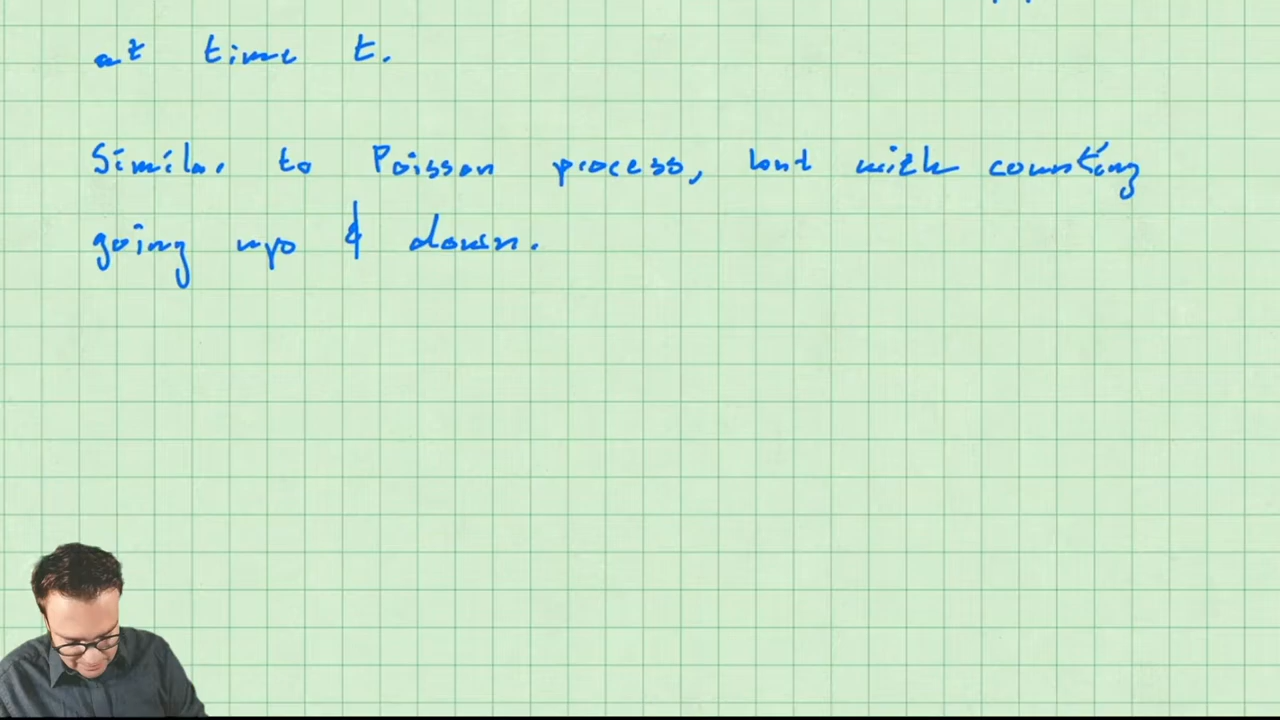 at time t.
Similar to Poisson process, but with counting
going up & down.